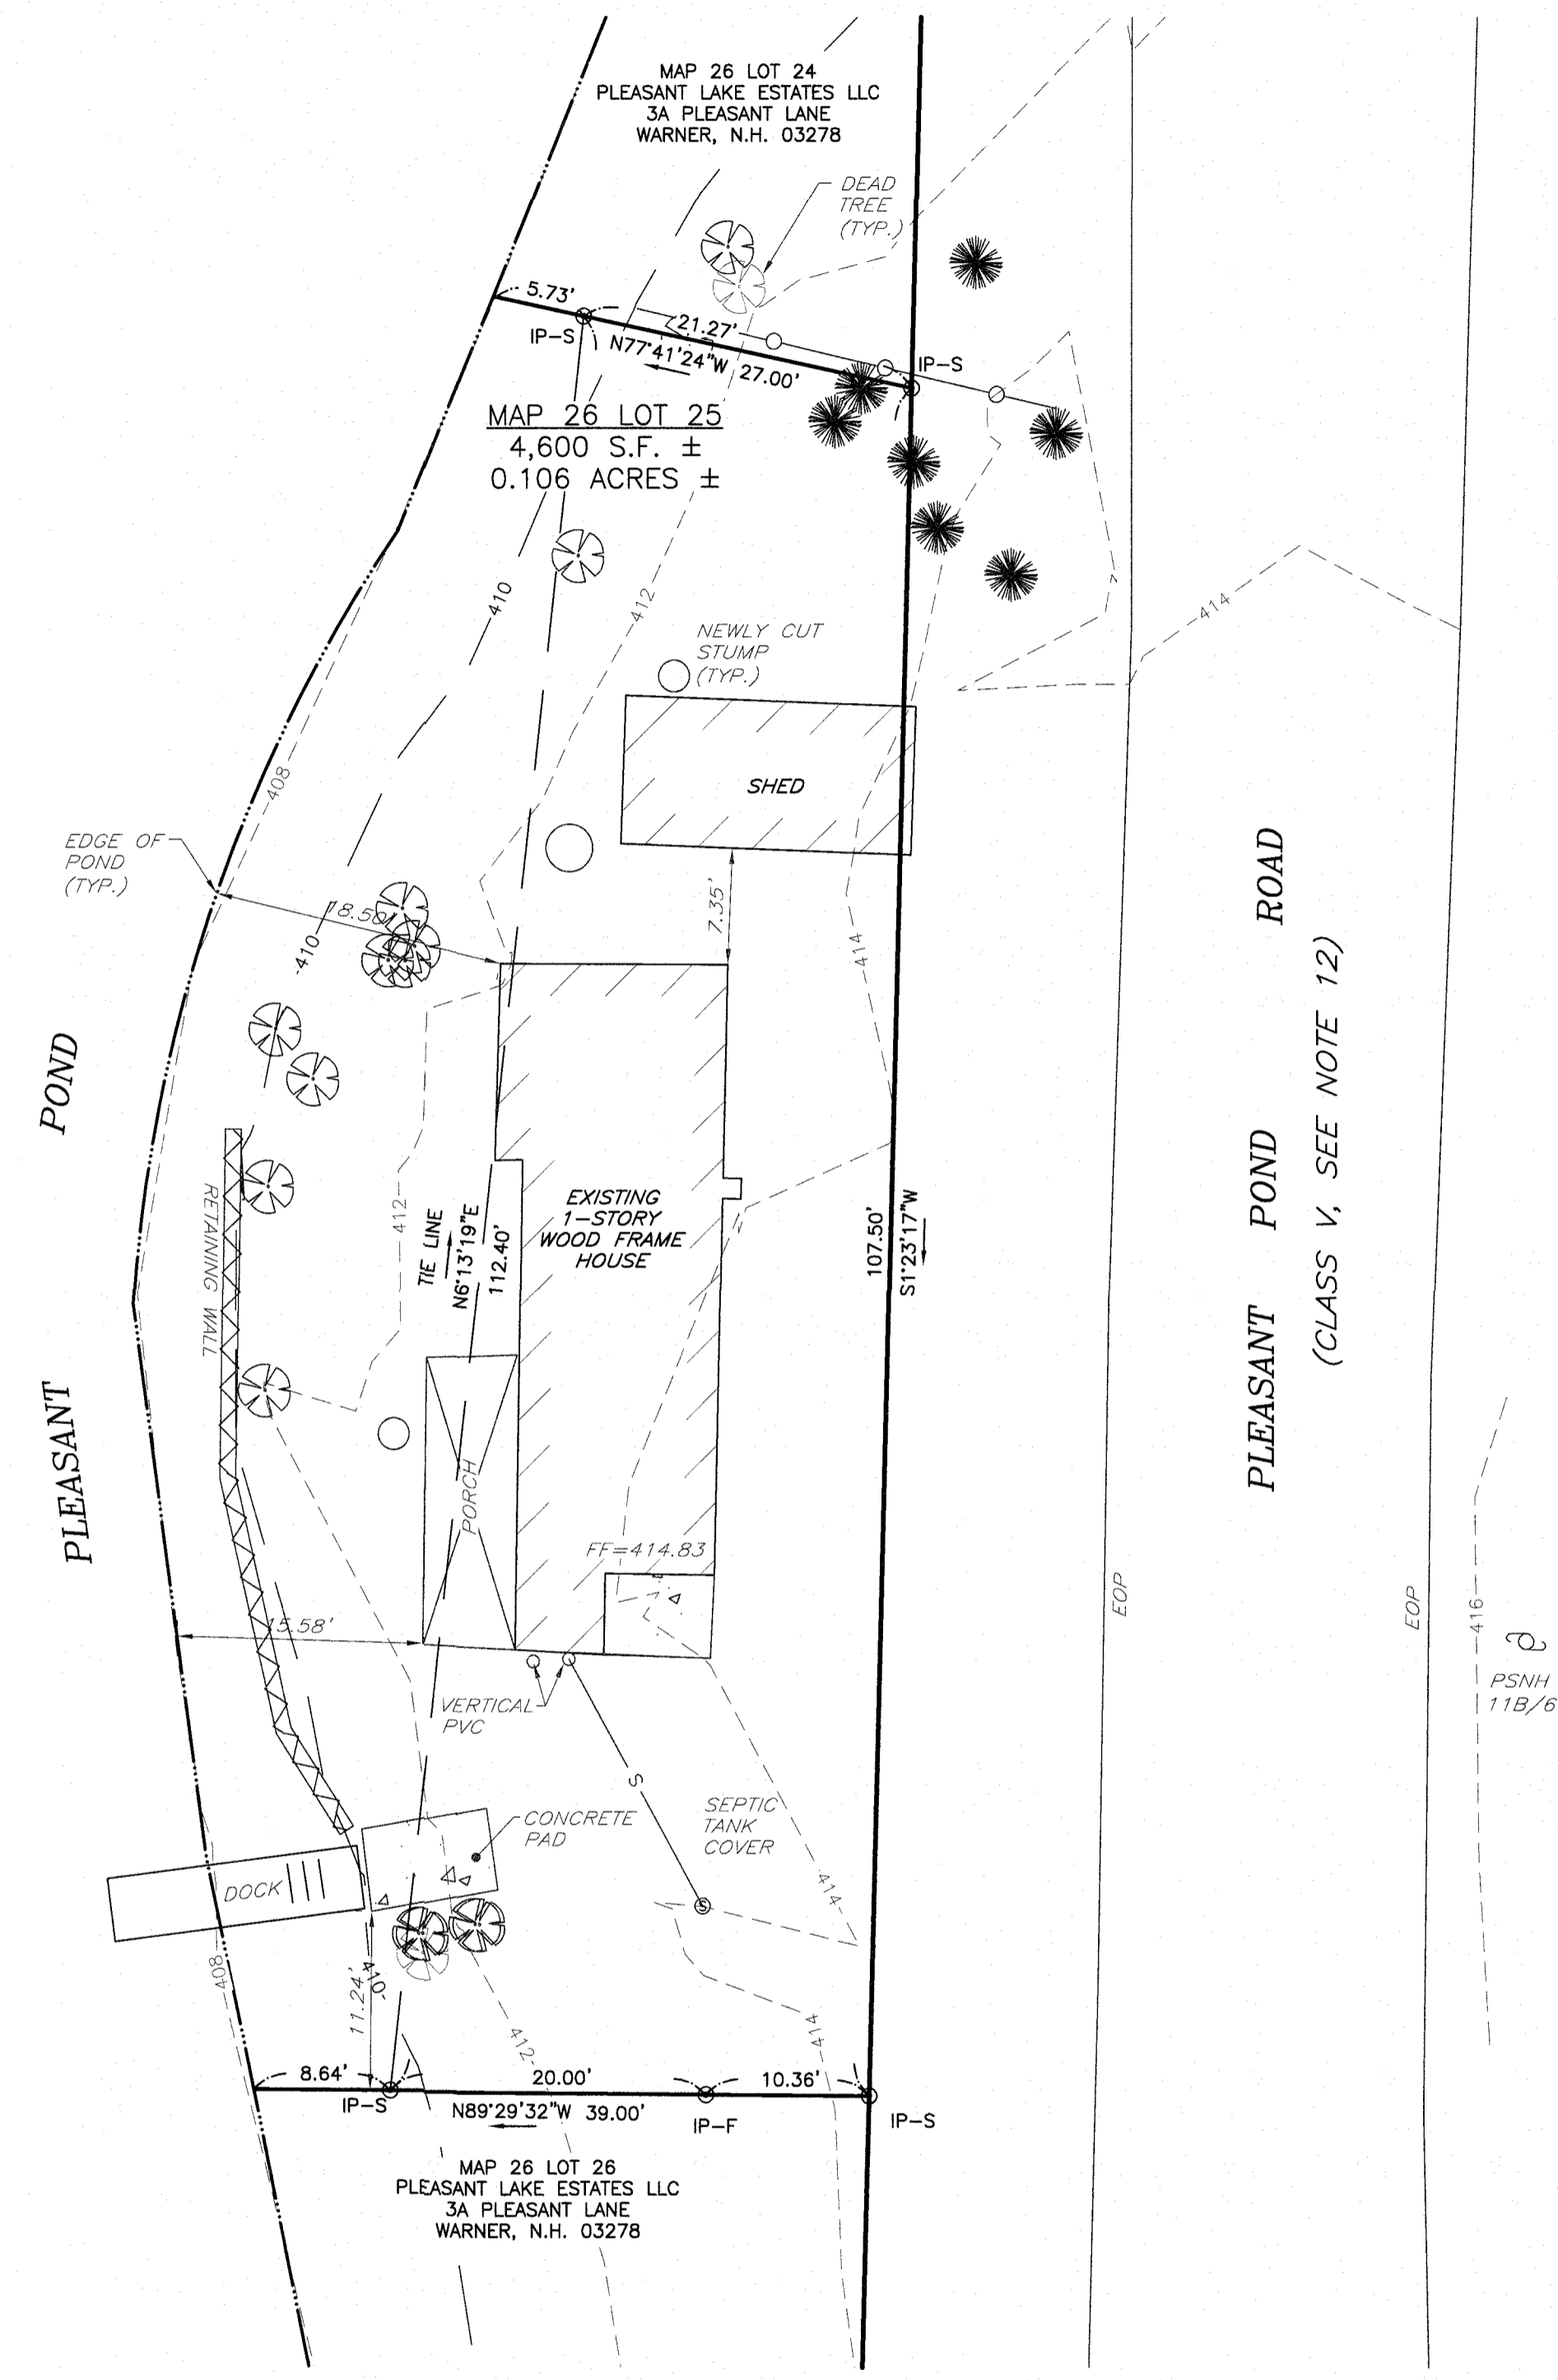 MAP 26 LOT 24
PLEASANT LAKE ESTATES LLC
3A PLEASANT LANE
WARNER, N.H. 03278
DEAD
TREE
(TYP.)
5.73'
IP-S
21.27'
N77°41'24"W 27.00'
IP-S
MAP 26 LOT 25
4,600 S.F. ±
0.106 ACRES ±
410
412
414
NEWLY CUT
STUMP
(TYP.)
408
SHED
EDGE OF
POND
(TYP.)
18.50'
410
7.35'
414
PLEASANT POND
RETAINING WALL
412
TIE LINE
N6°13'19"E
112.40'
EXISTING
1-STORY
WOOD FRAME
HOUSE
107.50'
S1°23'17"W
PLEASANT POND ROAD
(CLASS V, SEE NOTE 12)
PORCH
FF=414.83
15.58'
EOP
EOP
416
PSNH
11B/6
VERTICAL
PVC
S
SEPTIC
TANK
COVER
CONCRETE
PAD
DOCK
S
414
408
410
11.24'
412
414
8.64'
20.00'
10.36'
IP-S
N89°29'32"W 39.00'
IP-F
IP-S
MAP 26 LOT 26
PLEASANT LAKE ESTATES LLC
3A PLEASANT LANE
WARNER, N.H. 03278